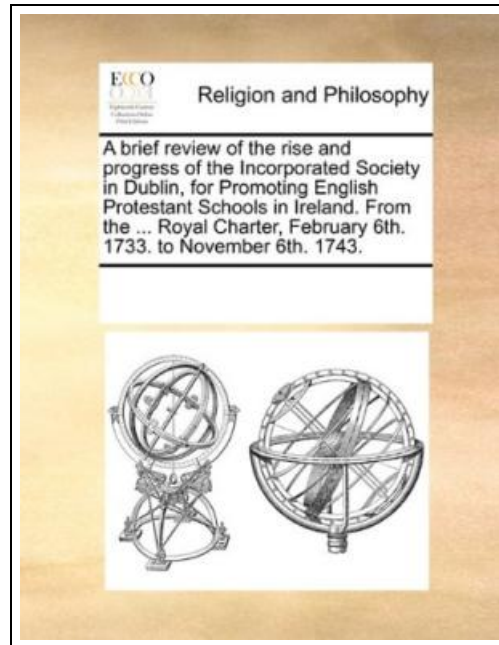 ECCO
Religion and Philosophy
A brief review of the rise and
progress of the Incorporated Society
in Dublin, for Promoting English
Protestant Schools in Ireland. From
the ... Royal Charter, February 6th.
1733. to November 6th. 1743.